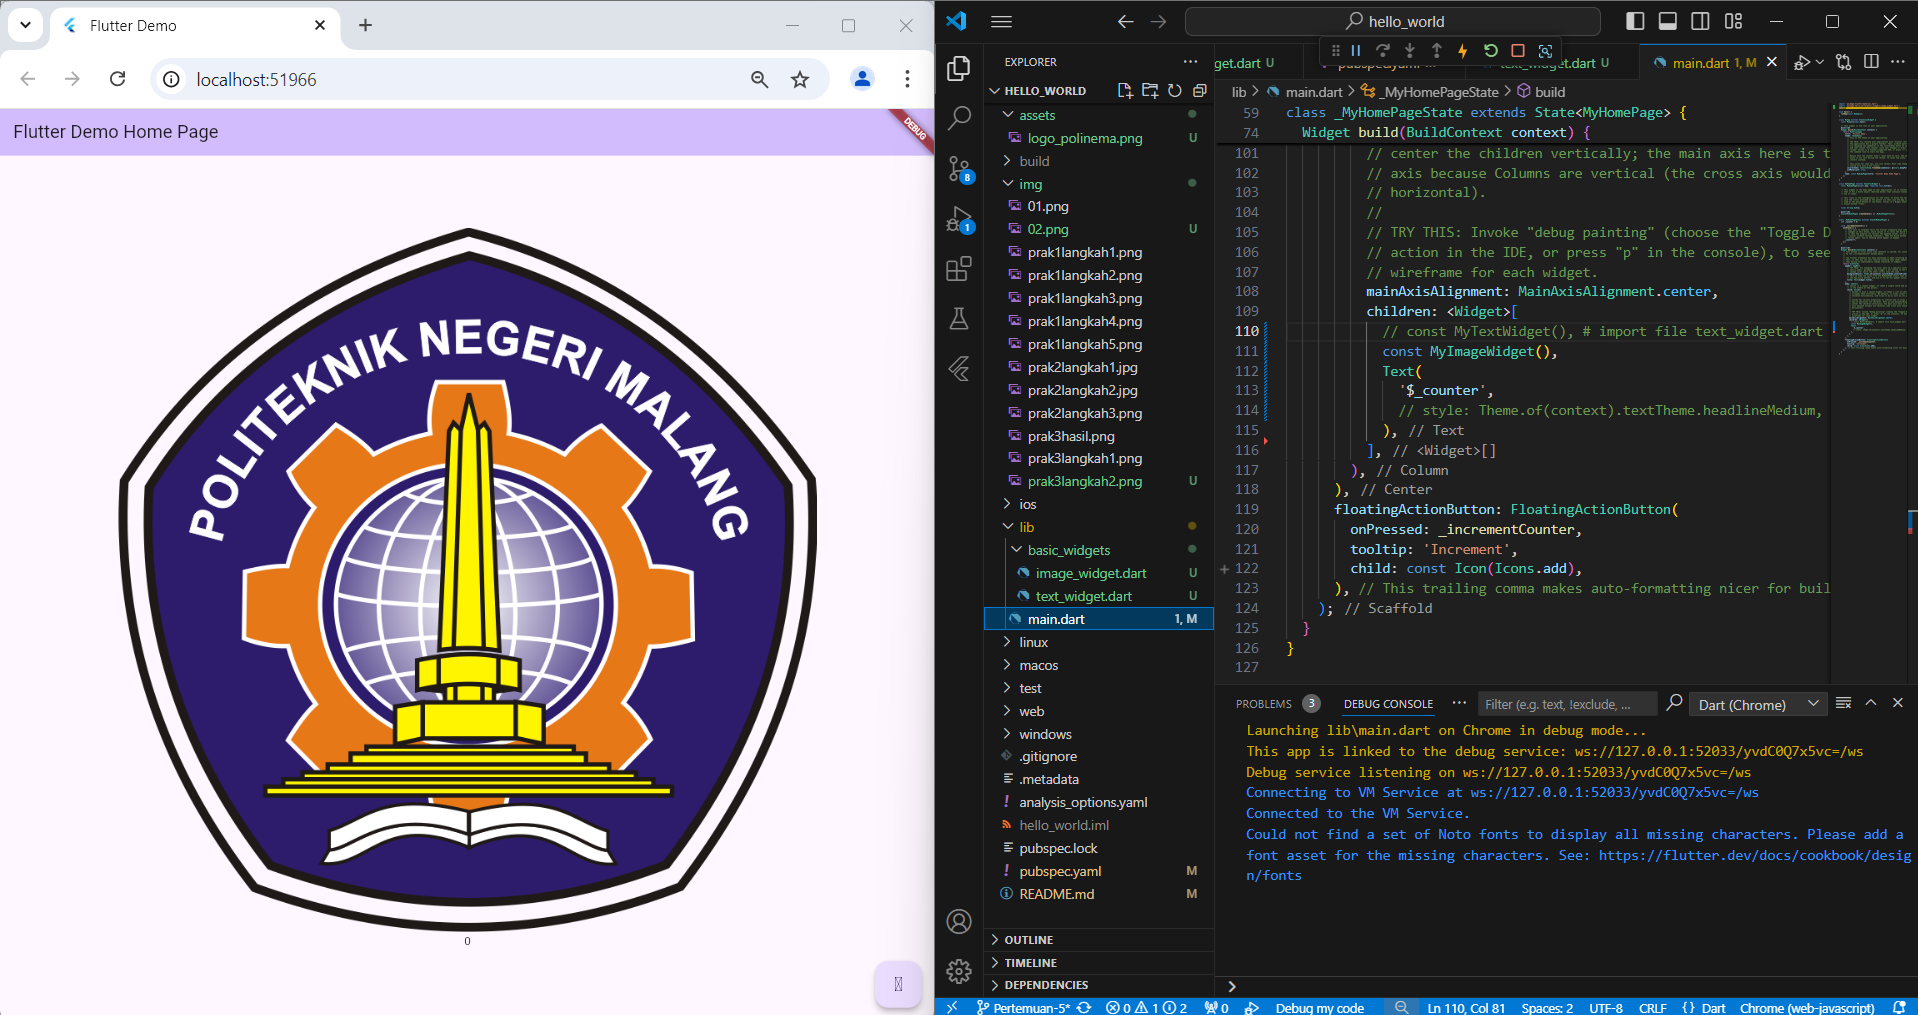 Flutter Demo
localhost:51966
Flutter Demo Home Page
DEBUG
POLITEKNIK NEGERI MALANG
0
hello_world
EXPLORER
HELLO_WORLD
assets
logo_polinema.png U
build
img
01.png
02.png U
prak1langkah1.png
prak1langkah2.png
prak1langkah3.png
prak1langkah4.png
prak1langkah5.png
prak2langkah1.jpg
prak2langkah2.jpg
prak2langkah3.png
prak3hasil.png
prak3langkah1.png
prak3langkah2.png U
ios
lib
basic_widgets
image_widget.dart U
text_widget.dart U
main.dart 1, M
linux
macos
test
web
windows
.gitignore
.metadata
analysis_options.yaml
hello_world.iml
pubspec.lock
pubspec.yaml M
README.md M
OUTLINE
TIMELINE
DEPENDENCIES
get.dart U
main.dart 1, M
lib > main.dart > _MyHomePageState > build
59 class _MyHomePageState extends State<MyHomePage> {
74 Widget build(BuildContext context) {
101 // center the children vertically; the main axis here is t
102 // axis because Columns are vertical (the cross axis would
103 // horizontal).
104 //
105 // TRY THIS: Invoke "debug painting" (choose the "Toggle D
106 // action in the IDE, or press "p" in the console), to see
107 // wireframe for each widget.
108 mainAxisAlignment: MainAxisAlignment.center,
109 children: <Widget>[
110 // const MyTextWidget(), # import file text_widget.dart
111 const MyImageWidget(),
112 Text(
113 '$_counter',
114 // style: Theme.of(context).textTheme.headlineMedium,
115 ), // Text
116 ], // <Widget>[]
117 ), // Column
118 ), // Center
119 floatingActionButton: FloatingActionButton(
120 onPressed: _incrementCounter,
121 tooltip: 'Increment',
122 child: const Icon(Icons.add),
123 ), // This trailing comma makes auto-formatting nicer for buil
124 ); // Scaffold
125 }
126 }
127
PROBLEMS 3 DEBUG CONSOLE ··· Filter (e.g. text, !exclude, ... Dart (Chrome)
Launching lib\main.dart on Chrome in debug mode...
This app is linked to the debug service: ws://127.0.0.1:52033/yvdC0Q7x5vc=/ws
Debug service listening on ws://127.0.0.1:52033/yvdC0Q7x5vc=/ws
Connecting to VM Service at ws://127.0.0.1:52033/yvdC0Q7x5vc=/ws
Connected to the VM Service.
Could not find a set of Noto fonts to display all missing characters. Please add a
font asset for the missing characters. See: https://flutter.dev/docs/cookbook/desig
n/fonts
8
1
Pertemuan-5* 0 1 2 0 Debug my code Ln 110, Col 81 Spaces: 2 UTF-8 CRLF {} Dart Chrome (web-javascript)